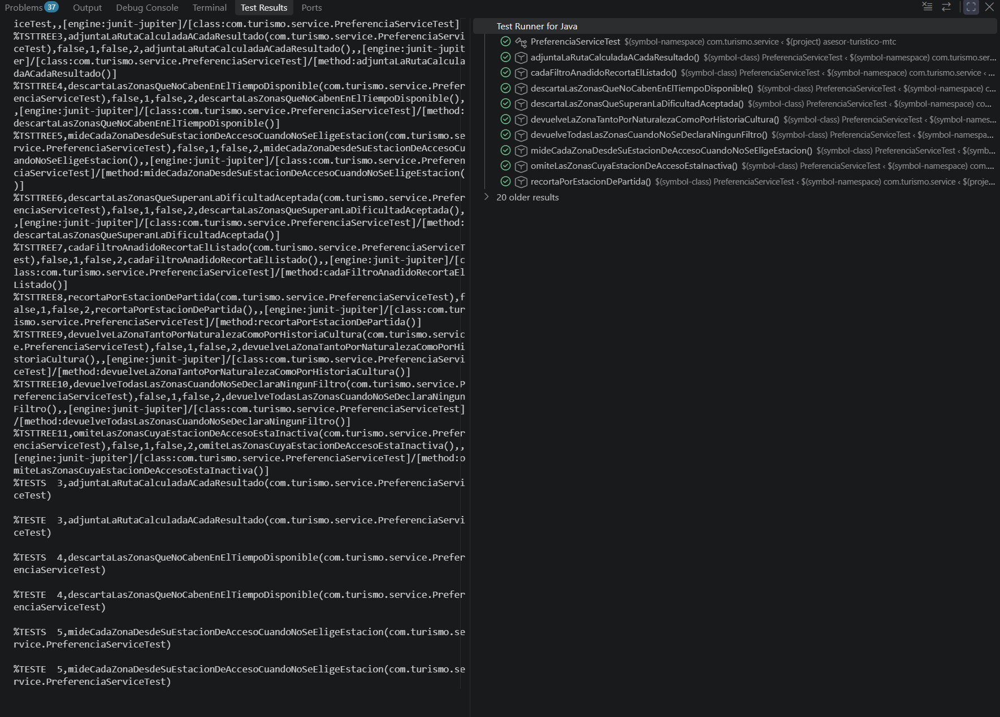 Problems 37 Output Debug Console Terminal Test Results Ports
iceTest,,[engine:junit-jupiter]/[class:com.turismo.service.PreferenciaServiceTest]
%TSTTREE3,adjuntaLaRutaCalculadaACadaResultado(com.turismo.service.PreferenciaServi
ceTest),false,1,false,2,adjuntaLaRutaCalculadaACadaResultado(),,[engine:junit-jupit
er]/[class:com.turismo.service.PreferenciaServiceTest]/[method:adjuntaLaRutaCalcula
daACadaResultado()]
%TSTTREE4,descartaLasZonasQueNoCabenEnElTiempoDisponible(com.turismo.service.Prefer
enciaServiceTest),false,1,false,2,descartaLasZonasQueNoCabenEnElTiempoDisponible(),
,[engine:junit-jupiter]/[class:com.turismo.service.PreferenciaServiceTest]/[method:
descartaLasZonasQueNoCabenEnElTiempoDisponible()]
%TSTTREE5,mideCadaZonaDesdeSuEstacionDeAccesoCuandoNoSeEligeEstacion(com.turismo.se
rvice.PreferenciaServiceTest),false,1,false,2,mideCadaZonaDesdeSuEstacionDeAccesoCu
andoNoSeEligeEstacion(),,[engine:junit-jupiter]/[class:com.turismo.service.Preferen
ciaServiceTest]/[method:mideCadaZonaDesdeSuEstacionDeAccesoCuandoNoSeEligeEstacion(
)]
%TSTTREE6,descartaLasZonasQueSuperanLaDificultadAceptada(com.turismo.service.Prefer
enciaServiceTest),false,1,false,2,descartaLasZonasQueSuperanLaDificultadAceptada(),
,[engine:junit-jupiter]/[class:com.turismo.service.PreferenciaServiceTest]/[method:
descartaLasZonasQueSuperanLaDificultadAceptada()]
%TSTTREE7,cadaFiltroAnadidoRecortaElListado(com.turismo.service.PreferenciaServiceT
est),false,1,false,2,cadaFiltroAnadidoRecortaElListado(),,[engine:junit-jupiter]/[c
lass:com.turismo.service.PreferenciaServiceTest]/[method:cadaFiltroAnadidoRecortaEl
Listado()]
%TSTTREE8,recortaPorEstacionDePartida(com.turismo.service.PreferenciaServiceTest),f
alse,1,false,2,recortaPorEstacionDePartida(),,[engine:junit-jupiter]/[class:com.tur
ismo.service.PreferenciaServiceTest]/[method:recortaPorEstacionDePartida()]
%TSTTREE9,devuelveLaZonaTantoPorNaturalezaComoPorHistoriaCultura(com.turismo.servic
e.PreferenciaServiceTest),false,1,false,2,devuelveLaZonaTantoPorNaturalezaComoPorHi
storiaCultura(),,[engine:junit-jupiter]/[class:com.turismo.service.PreferenciaServi
ceTest]/[method:devuelveLaZonaTantoPorNaturalezaComoPorHistoriaCultura()]
%TSTTREE10,devuelveTodasLasZonasCuandoNoSeDeclaraNingunFiltro(com.turismo.service.P
referenciaServiceTest),false,1,false,2,devuelveTodasLasZonasCuandoNoSeDeclaraNingun
Filtro(),,[engine:junit-jupiter]/[class:com.turismo.service.PreferenciaServiceTest]
/[method:devuelveTodasLasZonasCuandoNoSeDeclaraNingunFiltro()]
%TSTTREE11,omiteLasZonasCuyaEstacionDeAccesoEstaInactiva(com.turismo.service.Prefer
enciaServiceTest),false,1,false,2,omiteLasZonasCuyaEstacionDeAccesoEstaInactiva(),,
[engine:junit-jupiter]/[class:com.turismo.service.PreferenciaServiceTest]/[method:o
miteLasZonasCuyaEstacionDeAccesoEstaInactiva()]
%TESTS  3,adjuntaLaRutaCalculadaACadaResultado(com.turismo.service.PreferenciaServi
ceTest)
%TESTE  3,adjuntaLaRutaCalculadaACadaResultado(com.turismo.service.PreferenciaServi
ceTest)
%TESTS  4,descartaLasZonasQueNoCabenEnElTiempoDisponible(com.turismo.service.Prefer
enciaServiceTest)
%TESTE  4,descartaLasZonasQueNoCabenEnElTiempoDisponible(com.turismo.service.Prefer
enciaServiceTest)
%TESTS  5,mideCadaZonaDesdeSuEstacionDeAccesoCuandoNoSeEligeEstacion(com.turismo.se
rvice.PreferenciaServiceTest)
%TESTE  5,mideCadaZonaDesdeSuEstacionDeAccesoCuandoNoSeEligeEstacion(com.turismo.se
rvice.PreferenciaServiceTest)
Test Runner for Java
PreferenciaServiceTest $(symbol-namespace) com.turismo.service ‹ $(project) asesor-turistico-mtc
adjuntaLaRutaCalculadaACadaResultado() $(symbol-class) PreferenciaServiceTest ‹ $(symbol-namespace) com.turismo.ser...
cadaFiltroAnadidoRecortaElListado() $(symbol-class) PreferenciaServiceTest ‹ $(symbol-namespace) com.turismo.service ‹ ...
descartaLasZonasQueNoCabenEnElTiempoDisponible() $(symbol-class) PreferenciaServiceTest ‹ $(symbol-namespace) c...
descartaLasZonasQueSuperanLaDificultadAceptada() $(symbol-class) PreferenciaServiceTest ‹ $(symbol-namespace) co...
devuelveLaZonaTantoPorNaturalezaComoPorHistoriaCultura() $(symbol-class) PreferenciaServiceTest ‹ $(symbol-names...
devuelveTodasLasZonasCuandoNoSeDeclaraNingunFiltro() $(symbol-class) PreferenciaServiceTest ‹ $(symbol-namespa...
mideCadaZonaDesdeSuEstacionDeAccesoCuandoNoSeEligeEstacion() $(symbol-class) PreferenciaServiceTest ‹ $(symb...
omiteLasZonasCuyaEstacionDeAccesoEstaInactiva() $(symbol-class) PreferenciaServiceTest ‹ $(symbol-namespace) com....
recortaPorEstacionDePartida() $(symbol-class) PreferenciaServiceTest ‹ $(symbol-namespace) com.turismo.service ‹ $(proje...
20 older results